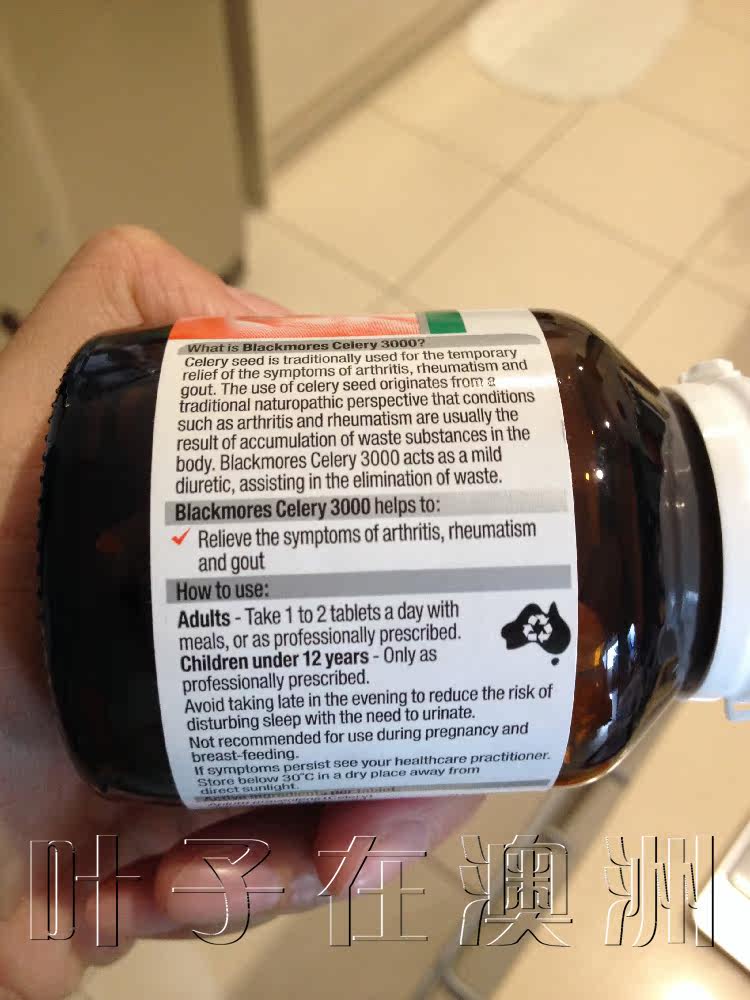 What is Blackmores Celery 3000?
Celery seed is traditionally used for the temporary
relief of the symptoms of arthritis, rheumatism and
gout. The use of celery seed originates from a
traditional naturopathic perspective that conditions
such as arthritis and rheumatism are usually the
result of accumulation of waste substances in the
body. Blackmores Celery 3000 acts as a mild
diuretic, assisting in the elimination of waste.
Blackmores Celery 3000 helps to:
Relieve the symptoms of arthritis, rheumatism
and gout
How to use:
Adults - Take 1 to 2 tablets a day with
meals, or as professionally prescribed.
Children under 12 years - Only as
professionally prescribed.
Avoid taking late in the evening to reduce the risk of
disturbing sleep with the need to urinate.
Not recommended for use during pregnancy and
breast-feeding.
If symptoms persist see your healthcare practitioner.
Store below 30°C in a dry place away from
direct sunlight.
Active ingredients per tablet
叶子在澳洲